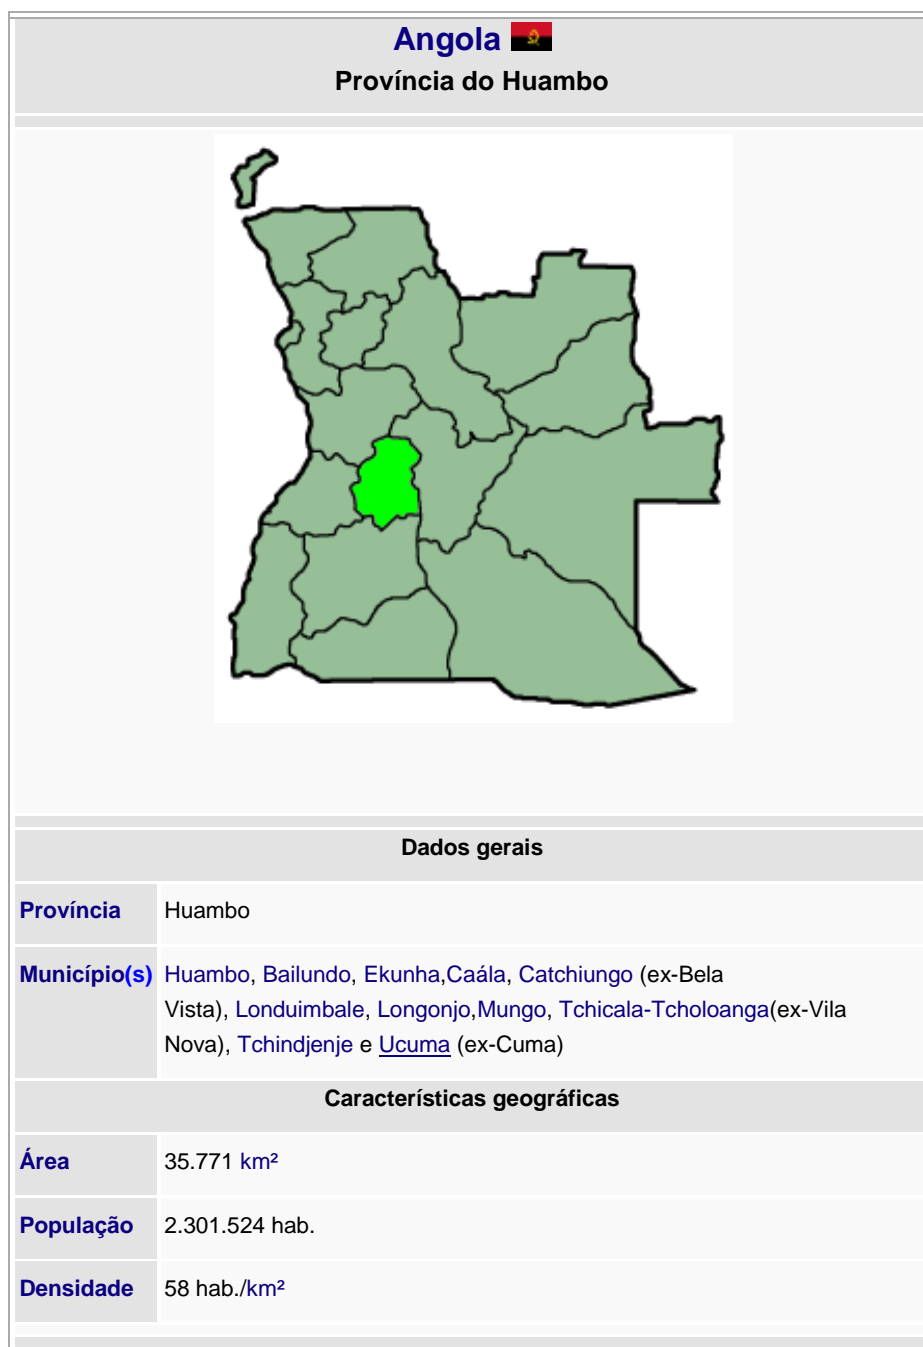 Angola
Província do Huambo
Dados gerais
Província Huambo
Município(s) Huambo, Bailundo, Ekunha,Caála, Catchiungo (ex-Bela
Vista), Londuimbale, Longonjo,Mungo, Tchicala-Tcholoanga(ex-Vila
Nova), Tchindjenje e Ucuma (ex-Cuma)
Características geográficas
Área 35.771 km²
População 2.301.524 hab.
Densidade 58 hab./km²